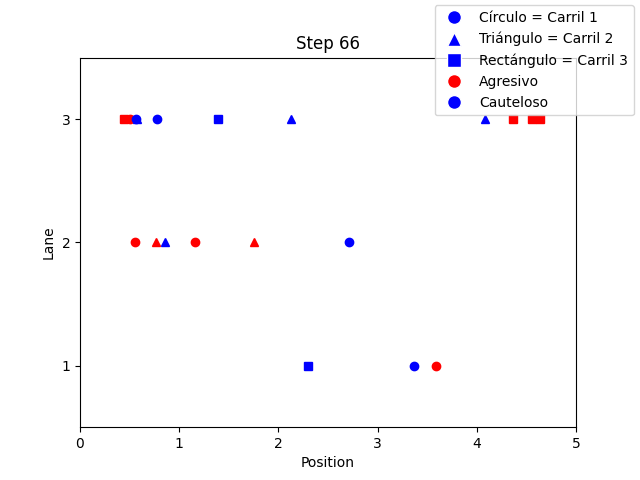 Step 66
Círculo = Carril 1
Triángulo = Carril 2
Rectángulo = Carril 3
Agresivo
Cauteloso
3
2
1
Lane
0 1 2 3 4 5
Position